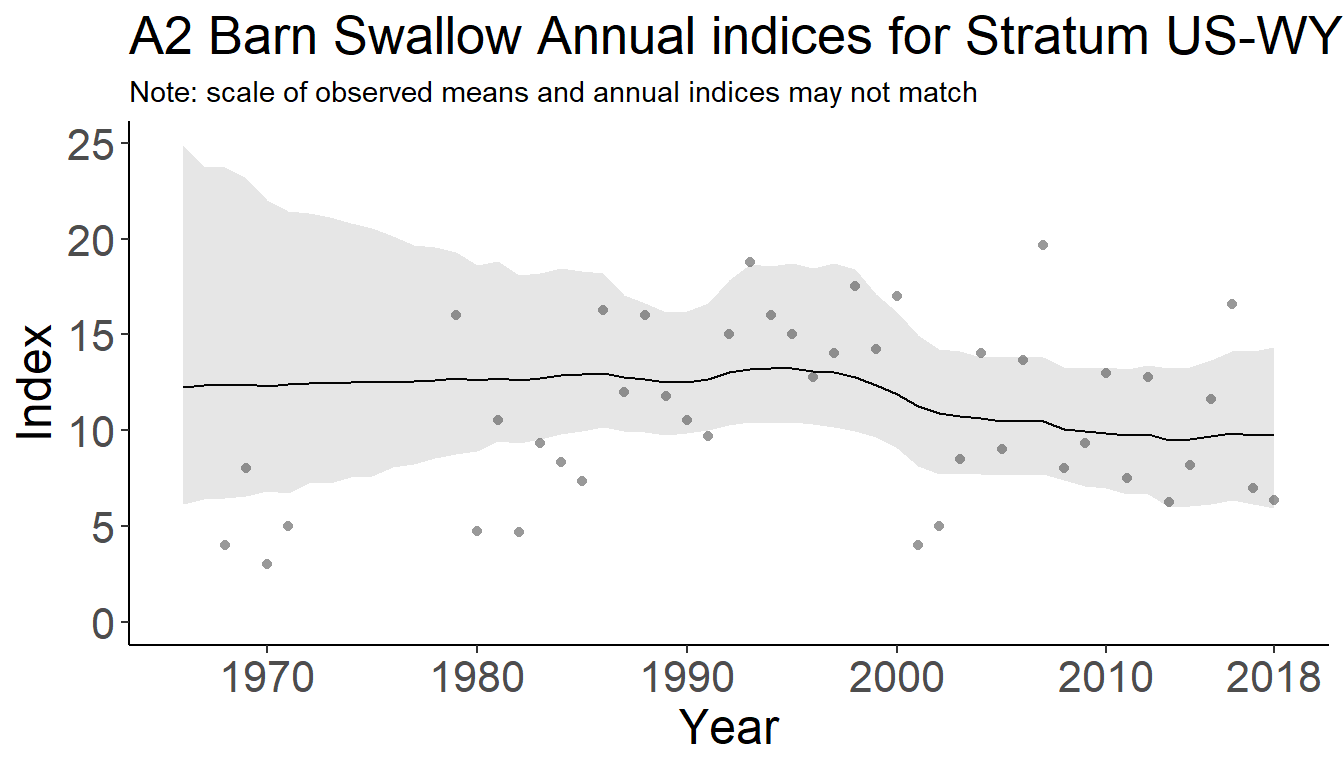 A2 Barn Swallow Annual indices for Stratum US-WY
Note: scale of observed means and annual indices may not match
25
20
15
10
5
0
Index
1970 1980 1990 2000 2010 2018
Year